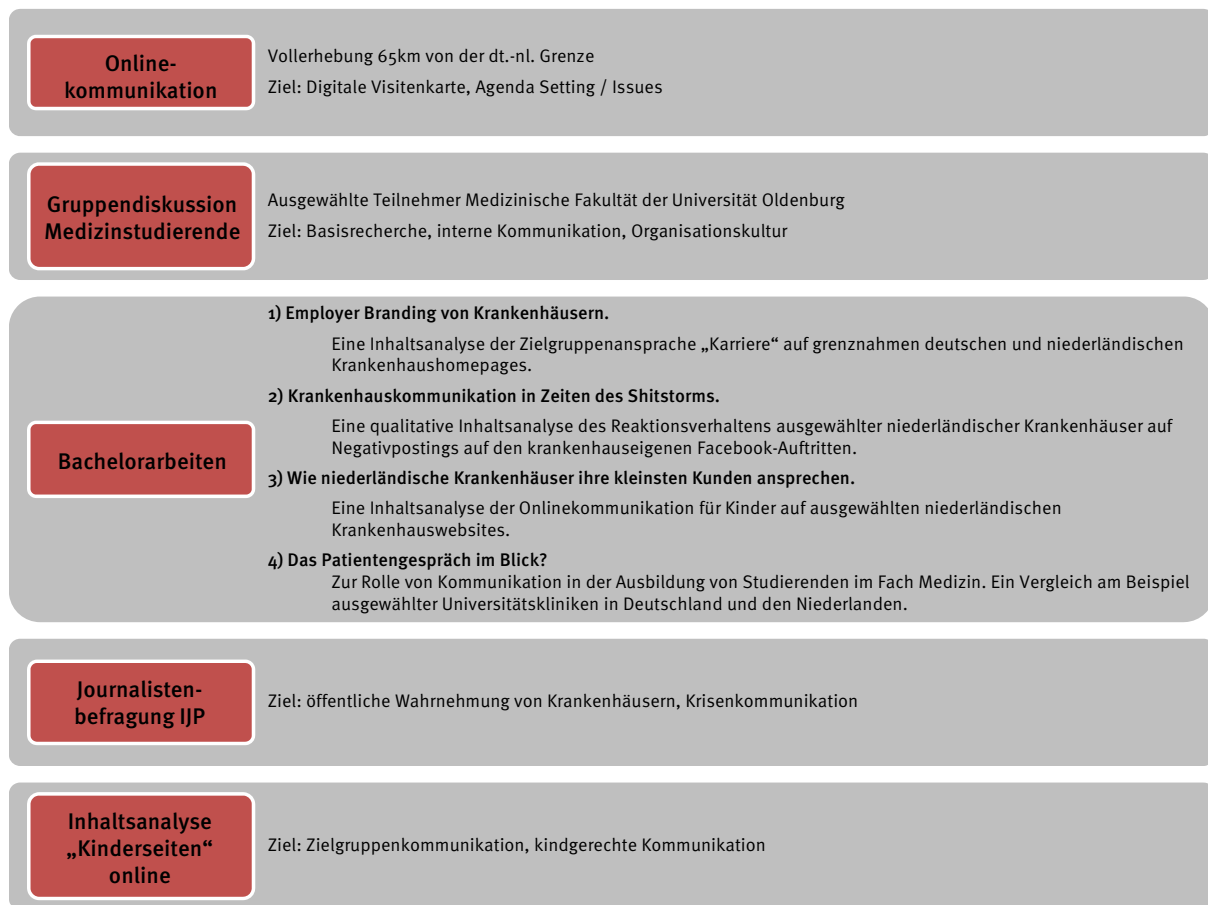 Online-
kommunikation
Vollerhebung 65km von der dt.-nl. Grenze
Ziel: Digitale Visitenkarte, Agenda Setting / Issues
Gruppendiskussion
Medizinstudierende
Ausgewählte Teilnehmer Medizinische Fakultät der Universität Oldenburg
Ziel: Basisrecherche, interne Kommunikation, Organisationskultur
Bachelorarbeiten
1) Employer Branding von Krankenhäusern.
Eine Inhaltsanalyse der Zielgruppenansprache „Karriere“ auf grenznahmen deutschen und niederländischen
Krankenhaushomepages.
2) Krankenhauskommunikation in Zeiten des Shitstorms.
Eine qualitative Inhaltsanalyse des Reaktionsverhaltens ausgewählter niederländischer Krankenhäuser auf
Negativpostings auf den krankenhauseigenen Facebook-Auftritten.
3) Wie niederländische Krankenhäuser ihre kleinsten Kunden ansprechen.
Eine Inhaltsanalyse der Onlinekommunikation für Kinder auf ausgewählten niederländischen
Krankenhauswebsites.
4) Das Patientengespräch im Blick?
Zur Rolle von Kommunikation in der Ausbildung von Studierenden im Fach Medizin. Ein Vergleich am Beispiel
ausgewählter Universitätskliniken in Deutschland und den Niederlanden.
Journalisten-
befragung IJP
Ziel: öffentliche Wahrnehmung von Krankenhäusern, Krisenkommunikation
Inhaltsanalyse
„Kinderseiten“
online
Ziel: Zielgruppenkommunikation, kindgerechte Kommunikation